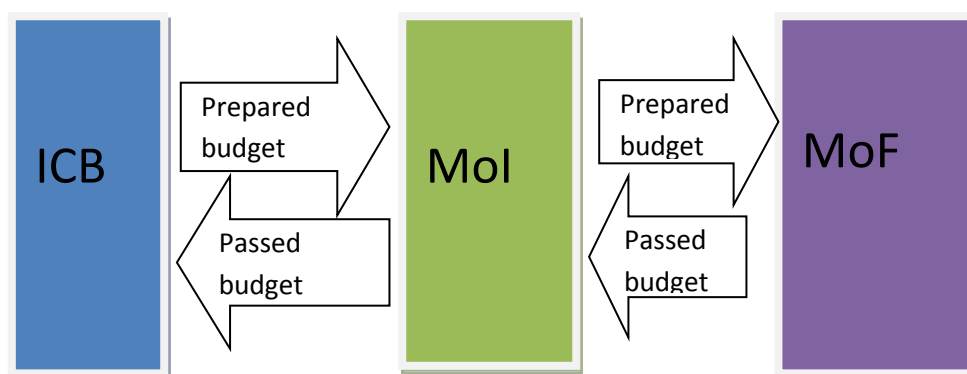 ICB
Prepared
budget
Passed
budget
MoI
Prepared
budget
Passed
budget
MoF